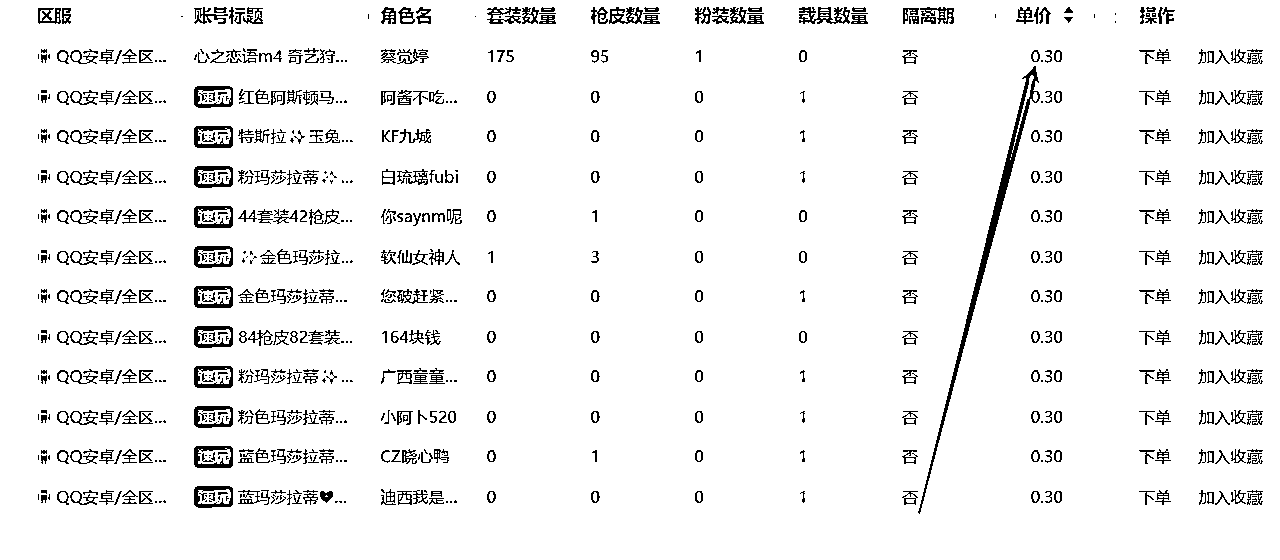 区服 账号标题 角色名 套装数量 枪皮数量 粉装数量 载具数量 隔离期 单价 操作
QQ安卓/全区... 心之恋语m4 奇艺狩... 蔡觉婷 175 95 1 0 否 0.30 下单 加入收藏
QQ安卓/全区... 速玩 红色阿斯顿马... 阿酱不吃... 0 0 0 1 否 0.30 下单 加入收藏
QQ安卓/全区... 速玩 特斯拉✨玉兔... KF九城 0 0 0 1 否 0.30 下单 加入收藏
QQ安卓/全区... 速玩 粉玛莎拉蒂✨... 白琉璃fubi 0 0 0 1 否 0.30 下单 加入收藏
QQ安卓/全区... 速玩 44套装42枪皮... 你saynm呢 0 1 0 0 否 0.30 下单 加入收藏
QQ安卓/全区... 速玩 ✨金色玛莎拉... 软仙女神人 1 3 0 0 否 0.30 下单 加入收藏
QQ安卓/全区... 速玩 金色玛莎拉蒂... 您破赶紧... 0 0 0 1 否 0.30 下单 加入收藏
QQ安卓/全区... 速玩 84枪皮82套装... 164块钱 0 0 0 0 否 0.30 下单 加入收藏
QQ安卓/全区... 速玩 粉玛莎拉蒂✨... 广西童童... 0 0 0 1 否 0.30 下单 加入收藏
QQ安卓/全区... 速玩 粉色玛莎拉蒂... 小阿卜520 0 0 0 1 否 0.30 下单 加入收藏
QQ安卓/全区... 速玩 蓝色玛莎拉蒂... CZ晓心鸭 0 1 0 1 否 0.30 下单 加入收藏
QQ安卓/全区... 速玩 蓝玛莎拉蒂❤... 迪西我是... 0 0 0 1 否 0.30 下单 加入收藏